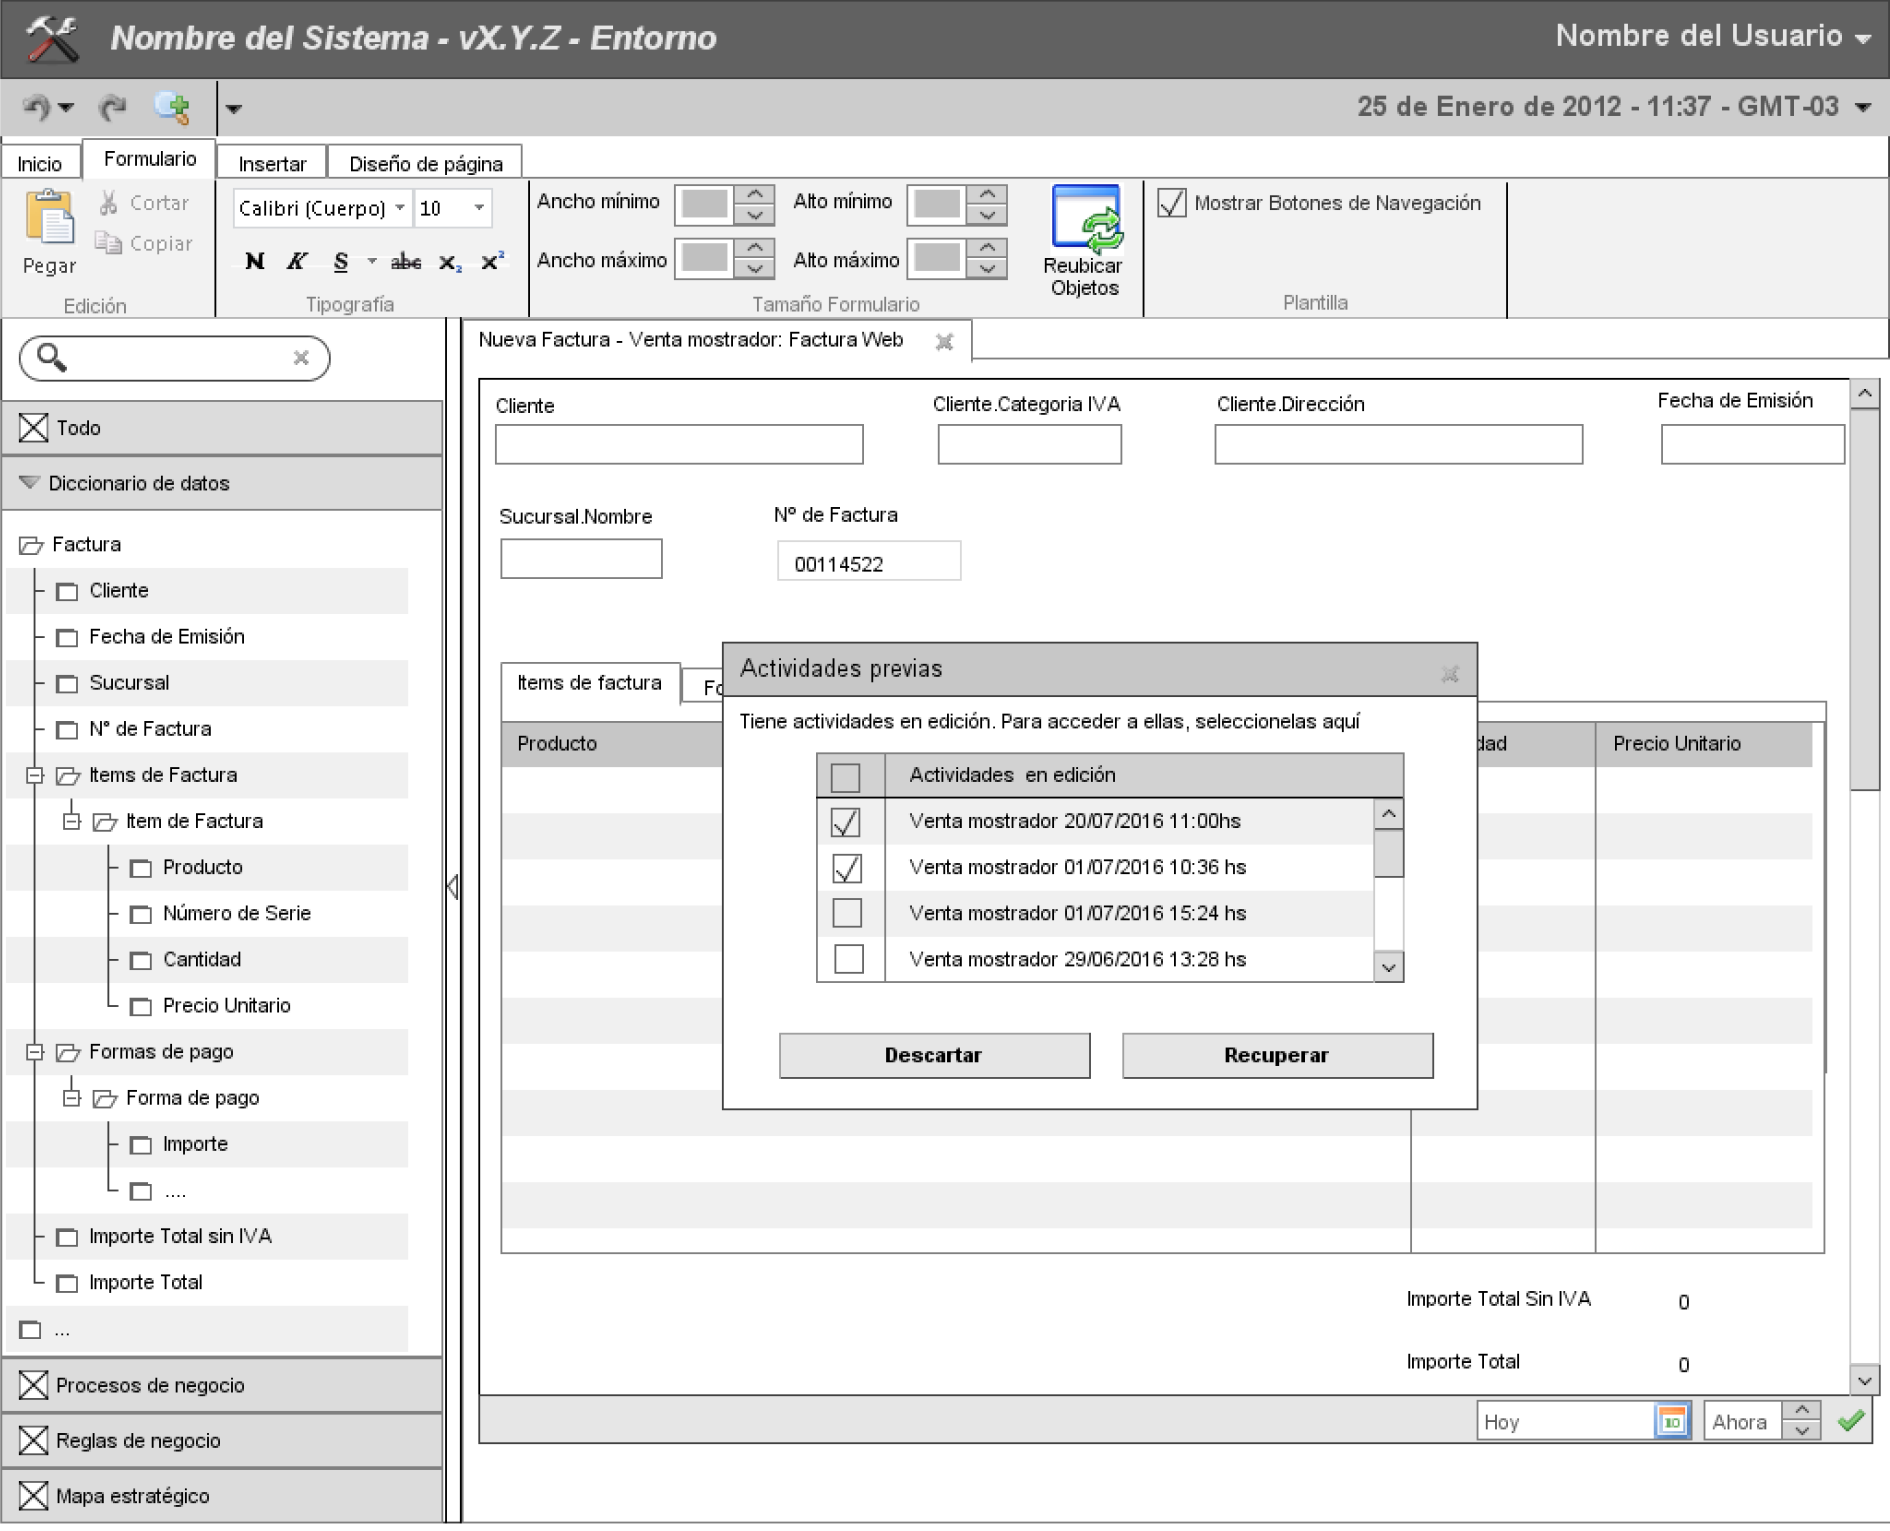 Nombre del Sistema - vX.Y.Z - Entorno
Nombre del Usuario
25 de Enero de 2012 - 11:37 - GMT-03
Inicio
Formulario
Insertar
Diseño de página
Pegar
Cortar
Copiar
Edición
Calibri (Cuerpo)
10
N K S abc x₂ x²
Tipografía
Ancho mínimo
Alto mínimo
Ancho máximo
Alto máximo
Tamaño Formulario
Reubicar
Objetos
Mostrar Botones de Navegación
Plantilla
Todo
Diccionario de datos
Factura
Cliente
Fecha de Emisión
Sucursal
N° de Factura
Items de Factura
Item de Factura
Producto
Número de Serie
Cantidad
Precio Unitario
Formas de pago
Forma de pago
Importe
....
Importe Total sin IVA
Importe Total
...
Procesos de negocio
Reglas de negocio
Mapa estratégico
Nueva Factura - Venta mostrador: Factura Web
Cliente
Cliente.Categoria IVA
Cliente.Dirección
Fecha de Emisión
Sucursal.Nombre
Nº de Factura
00114522
Items de factura
Fo
Producto
dad
Precio Unitario
Actividades previas
Tiene actividades en edición. Para acceder a ellas, seleccionelas aquí
Actividades en edición
Venta mostrador 20/07/2016 11:00hs
Venta mostrador 01/07/2016 10:36 hs
Venta mostrador 01/07/2016 15:24 hs
Venta mostrador 29/06/2016 13:28 hs
Descartar
Recuperar
Importe Total Sin IVA 0
Importe Total 0
Hoy
10
Ahora